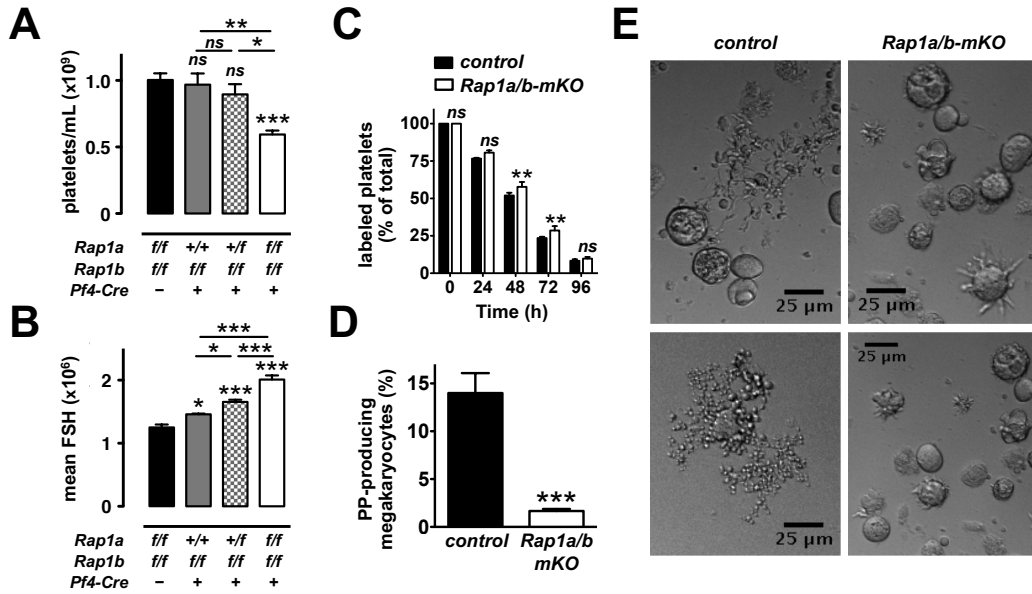 A
platelets/mL (x10⁹)
1.0
0.5
0
**
ns
*
ns
ns
***
Rap1a f/f +/+ +/f f/f
Rap1b f/f f/f f/f f/f
Pf4-Cre – + + +
B
mean FSH (x10⁶)
2
1
0
***
*
***
*
***
***
Rap1a f/f +/+ +/f f/f
Rap1b f/f f/f f/f f/f
Pf4-Cre – + + +
C
control
Rap1a/b-mKO
labeled platelets
(% of total)
100
75
50
25
0
ns
ns
**
**
ns
0 24 48 72 96
Time (h)
D
PP-producing
megakaryocytes (%)
15
10
5
0
***
control
Rap1a/b
mKO
E
control
Rap1a/b-mKO
25 µm
25 µm
25 µm
25 µm